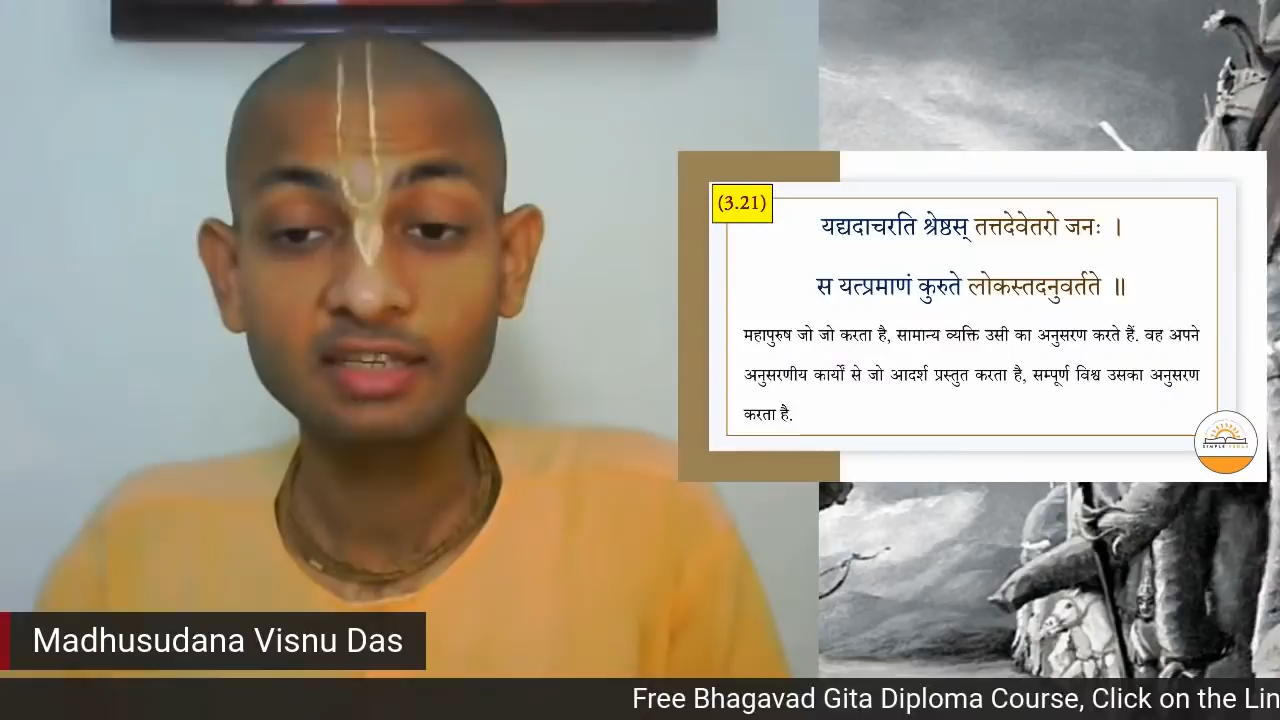 (3.21)
यद्यदाचरति श्रेष्ठस् तत्तदेवेतरो जनः ।
स यत्प्रमाणं कुरुते लोकस्तदनुवर्तते ॥
महापुरुष जो जो करता है, सामान्य व्यक्ति उसी का अनुसरण करते हैं. वह अपने
अनुसरणीय कार्यों से जो आदर्श प्रस्तुत करता है, सम्पूर्ण विश्व उसका अनुसरण
करता है.
Madhusudana Visnu Das
Free Bhagavad Gita Diploma Course, Click on the Lin